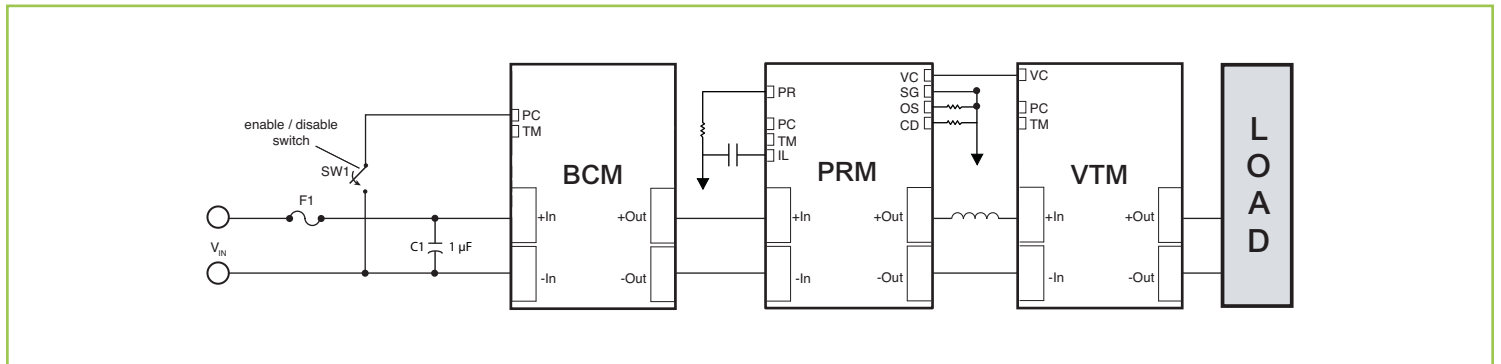 enable / disable
switch
SW1
F1
V_IN
C1 1 µF
PC
TM
BCM
+In
-In
+Out
-Out
PR
PC
TM
IL
VC
SG
OS
CD
PRM
+In
-In
+Out
-Out
VC
PC
TM
VTM
+In
-In
+Out
-Out
L
O
A
D